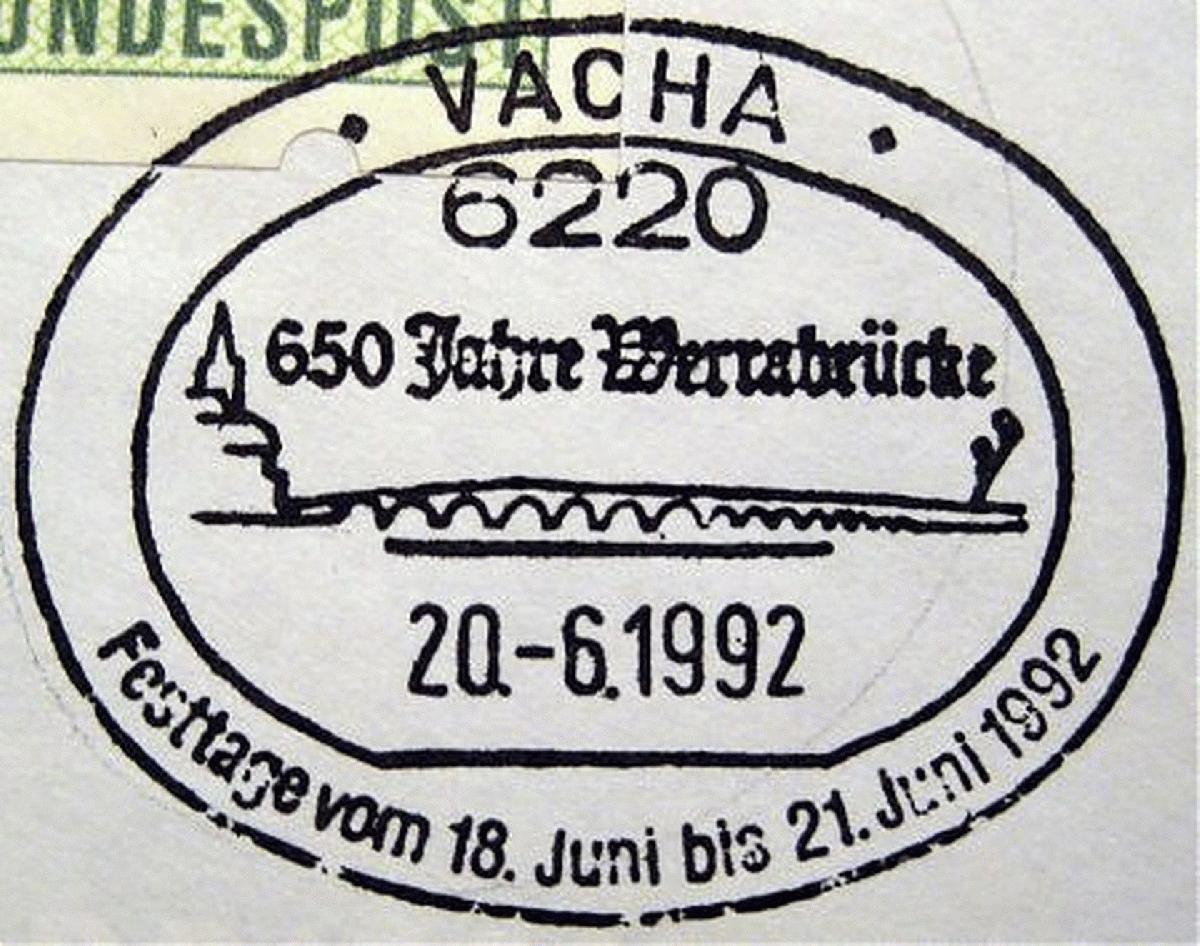 UNDESPOST
VACHA
6220
650 Jahre Werrabrücke
20.-6.1992
Festtage vom 18. Juni bis 21. Juni 1992